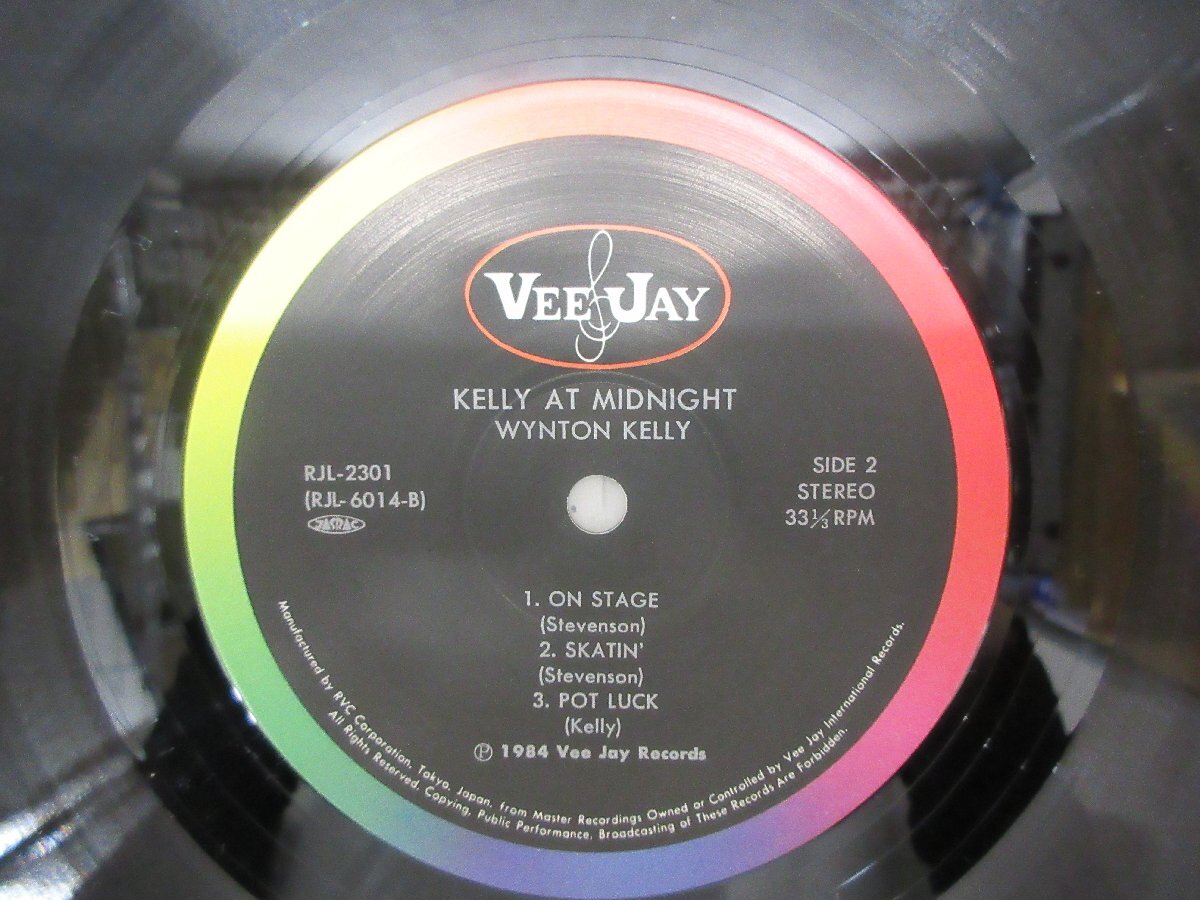 VEE JAY
KELLY AT MIDNIGHT
WYNTON KELLY
RJL-2301
(RJL-6014-B)
JASRAC
SIDE 2
STEREO
33⅓ RPM
1. ON STAGE
(Stevenson)
2. SKATIN'
(Stevenson)
3. POT LUCK
(Kelly)
℗ 1984 Vee Jay Records
Manufactured by RVC Corporation, Tokyo, Japan, from Master Recordings Owned or Controlled by Vee Jay International Records.
All Rights Reserved. Copying, Public Performance, Broadcasting of These Records Are Forbidden.